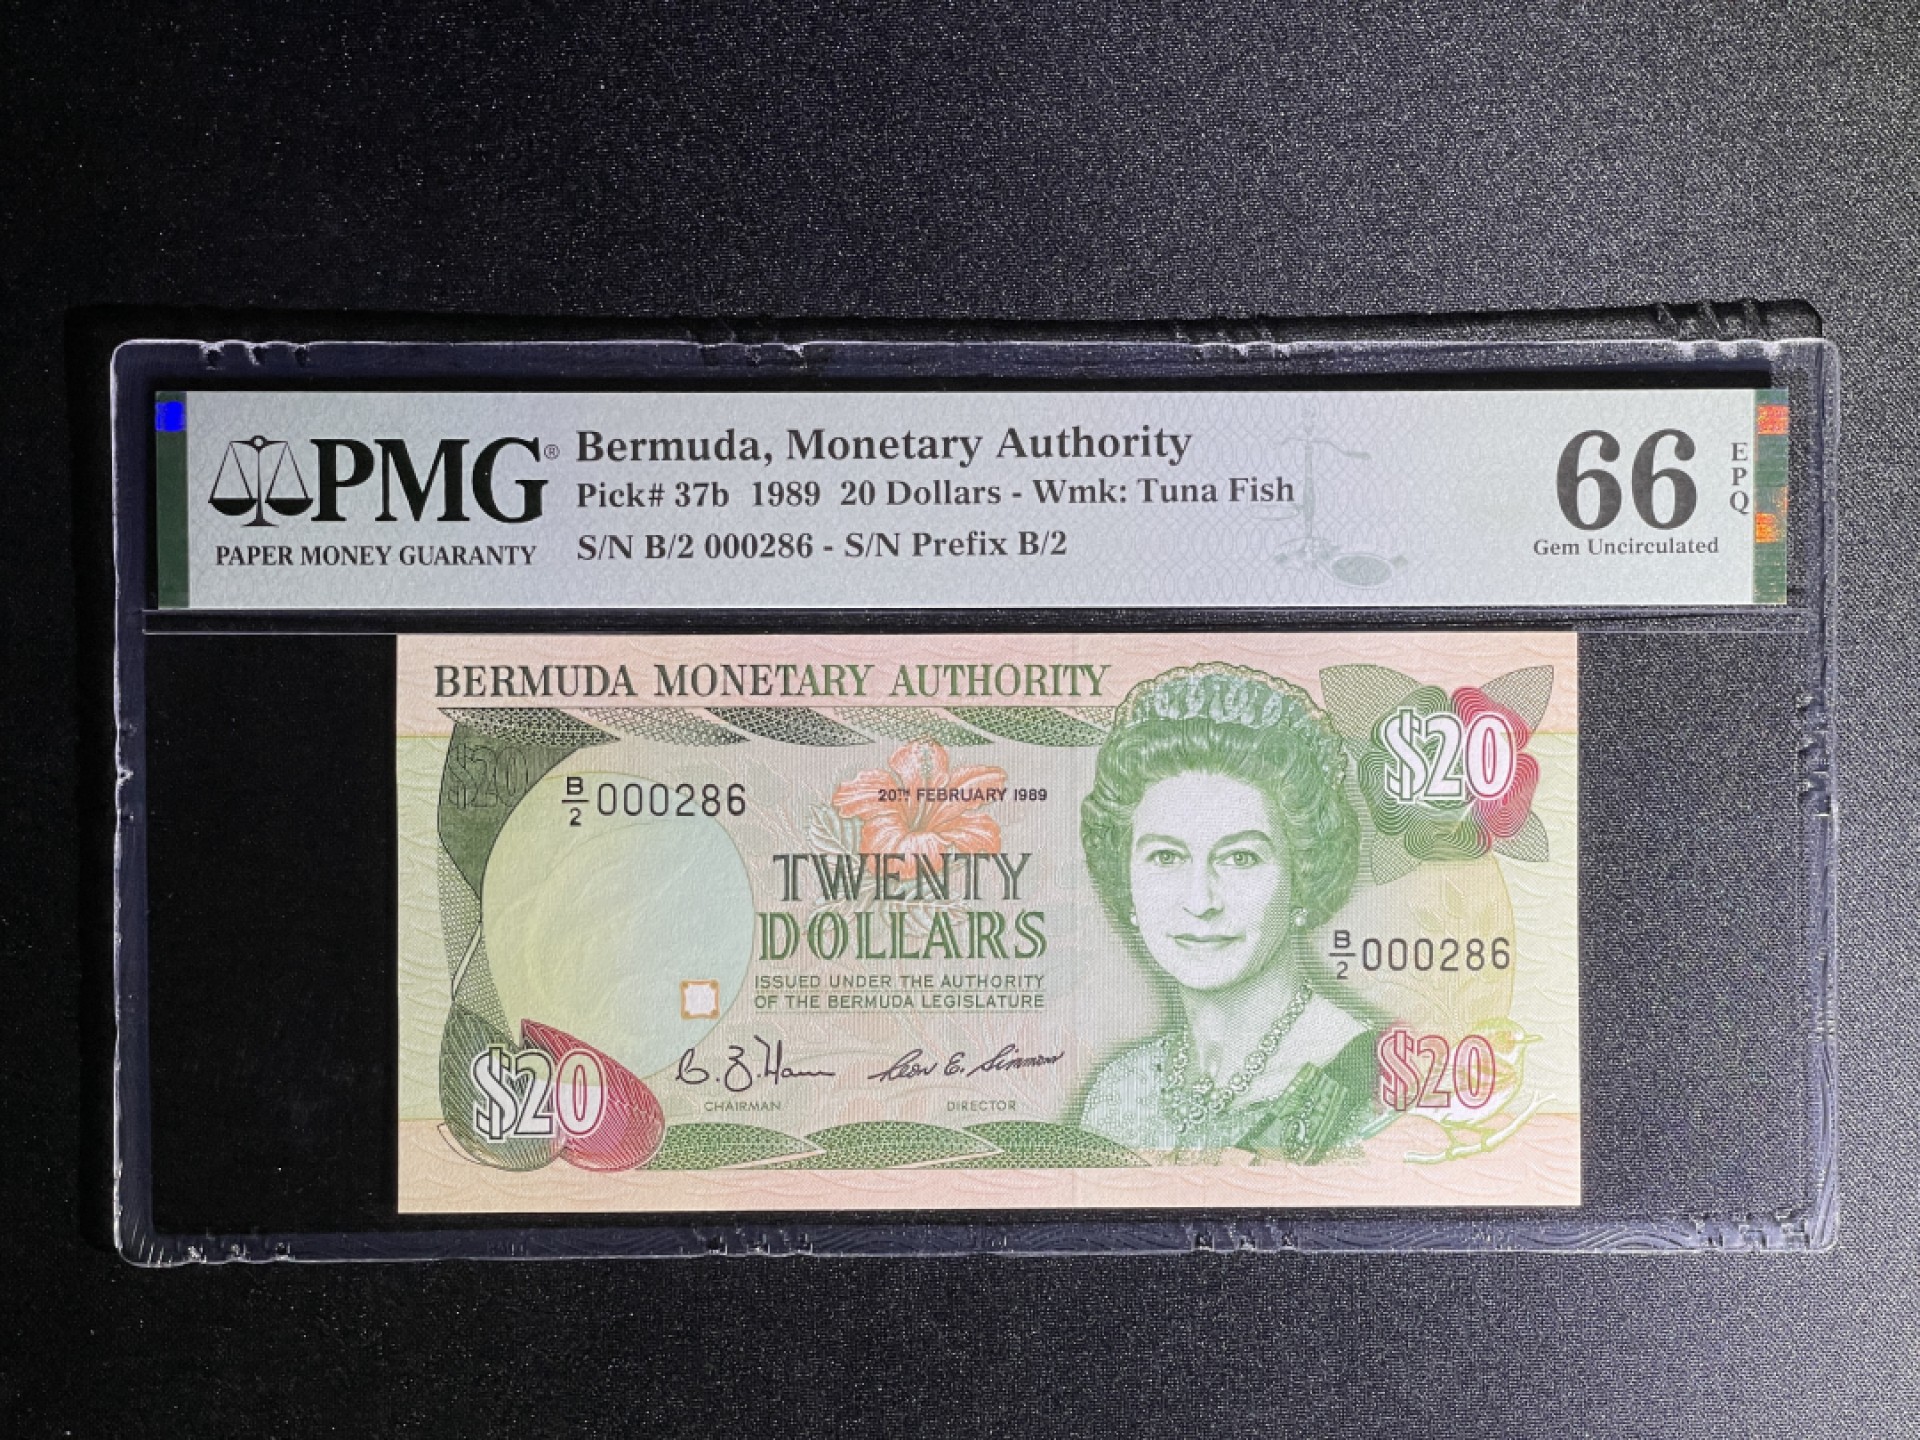 PMG®
PAPER MONEY GUARANTY
Bermuda, Monetary Authority
Pick# 37b 1989 20 Dollars - Wmk: Tuna Fish
S/N B/2 000286 - S/N Prefix B/2
66
EPQ
Gem Uncirculated
BERMUDA MONETARY AUTHORITY
$20
$20
B/2 000286
20TH FEBRUARY 1989
TWENTY
DOLLARS
B/2 000286
ISSUED UNDER THE AUTHORITY
OF THE BERMUDA LEGISLATURE
$20
$20
CHAIRMAN
DIRECTOR